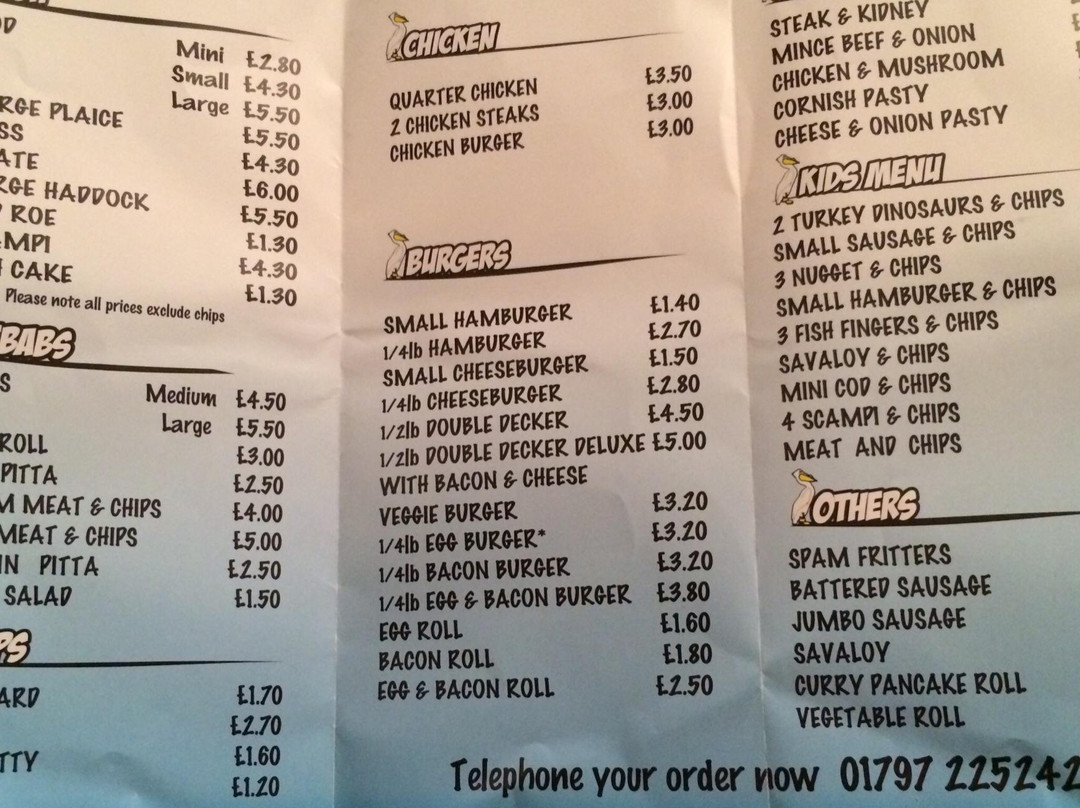 OD
Mini £2.80
Small £4.30
Large £5.50
RGE PLAICE £5.50
SS £4.30
ATE £6.00
RGE HADDOCK £5.50
ROE £1.30
MPI £4.30
CAKE £1.30
Please note all prices exclude chips
BABS
S Medium £4.50
Large £5.50
ROLL £3.00
PITTA £2.50
M MEAT & CHIPS £4.00
MEAT & CHIPS £5.00
IN PITTA £2.50
SALAD £1.50
PS
ARD £1.70
£2.70
TTY £1.60
£1.20
CHICKEN
QUARTER CHICKEN £3.50
2 CHICKEN STEAKS £3.00
CHICKEN BURGER £3.00
BURGERS
SMALL HAMBURGER £1.40
1/4lb HAMBURGER £2.70
SMALL CHEESEBURGER £1.50
1/4lb CHEESEBURGER £2.80
1/2lb DOUBLE DECKER £4.50
1/2lb DOUBLE DECKER DELUXE £5.00
WITH BACON & CHEESE
VEGGIE BURGER £3.20
1/4lb EGG BURGER* £3.20
1/4lb BACON BURGER £3.20
1/4lb EGG & BACON BURGER £3.80
EGG ROLL £1.60
BACON ROLL £1.80
EGG & BACON ROLL £2.50
STEAK & KIDNEY
MINCE BEEF & ONION
CHICKEN & MUSHROOM
CORNISH PASTY
CHEESE & ONION PASTY
KIDS MENU
2 TURKEY DINOSAURS & CHIPS
SMALL SAUSAGE & CHIPS
3 NUGGET & CHIPS
SMALL HAMBURGER & CHIPS
3 FISH FINGERS & CHIPS
SAVALOY & CHIPS
MINI COD & CHIPS
4 SCAMPI & CHIPS
MEAT AND CHIPS
OTHERS
SPAM FRITTERS
BATTERED SAUSAGE
JUMBO SAUSAGE
SAVALOY
CURRY PANCAKE ROLL
VEGETABLE ROLL
Telephone your order now 01797 225242